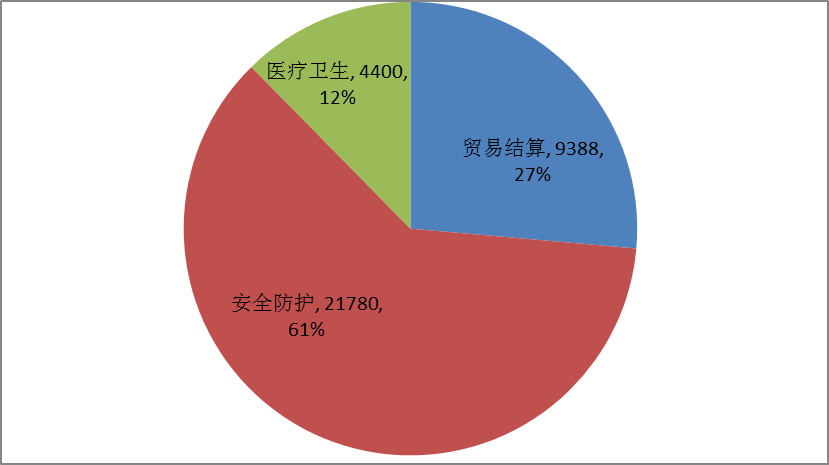 医疗卫生, 4400,
12%
贸易结算, 9388,
27%
安全防护, 21780,
61%